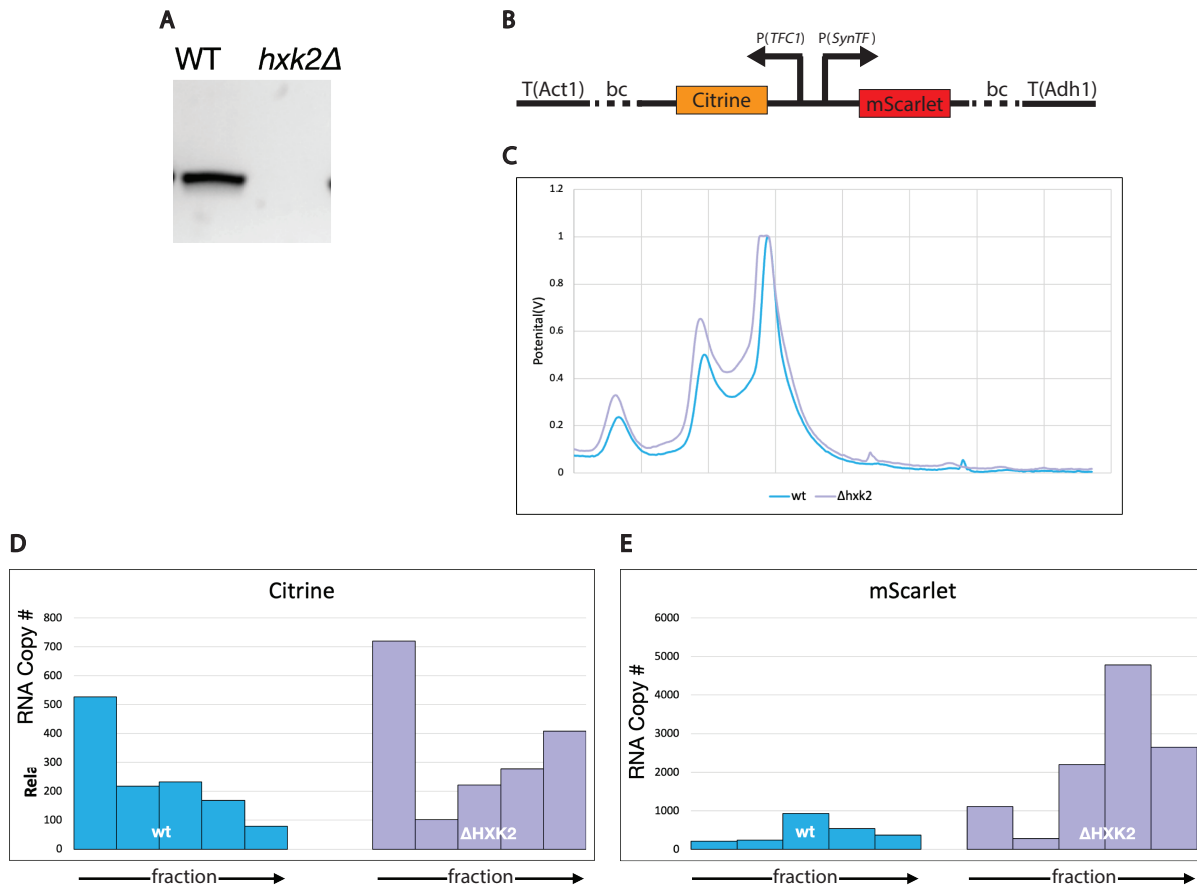 A
WT hxk2Δ
B
P(TFC1) P(SynTF)
T(Act1) bc Citrine mScarlet bc T(Adh1)
C
1.2
1
0.8
0.6
0.4
0.2
0
Potenital(V)
wt Δhxk2
D
Citrine
RNA Copy #
Rela
800
700
600
500
400
300
200
100
0
wt ΔHXK2
fraction fraction
E
mScarlet
RNA Copy #
6000
5000
4000
3000
2000
1000
0
wt ΔHXK2
fraction fraction